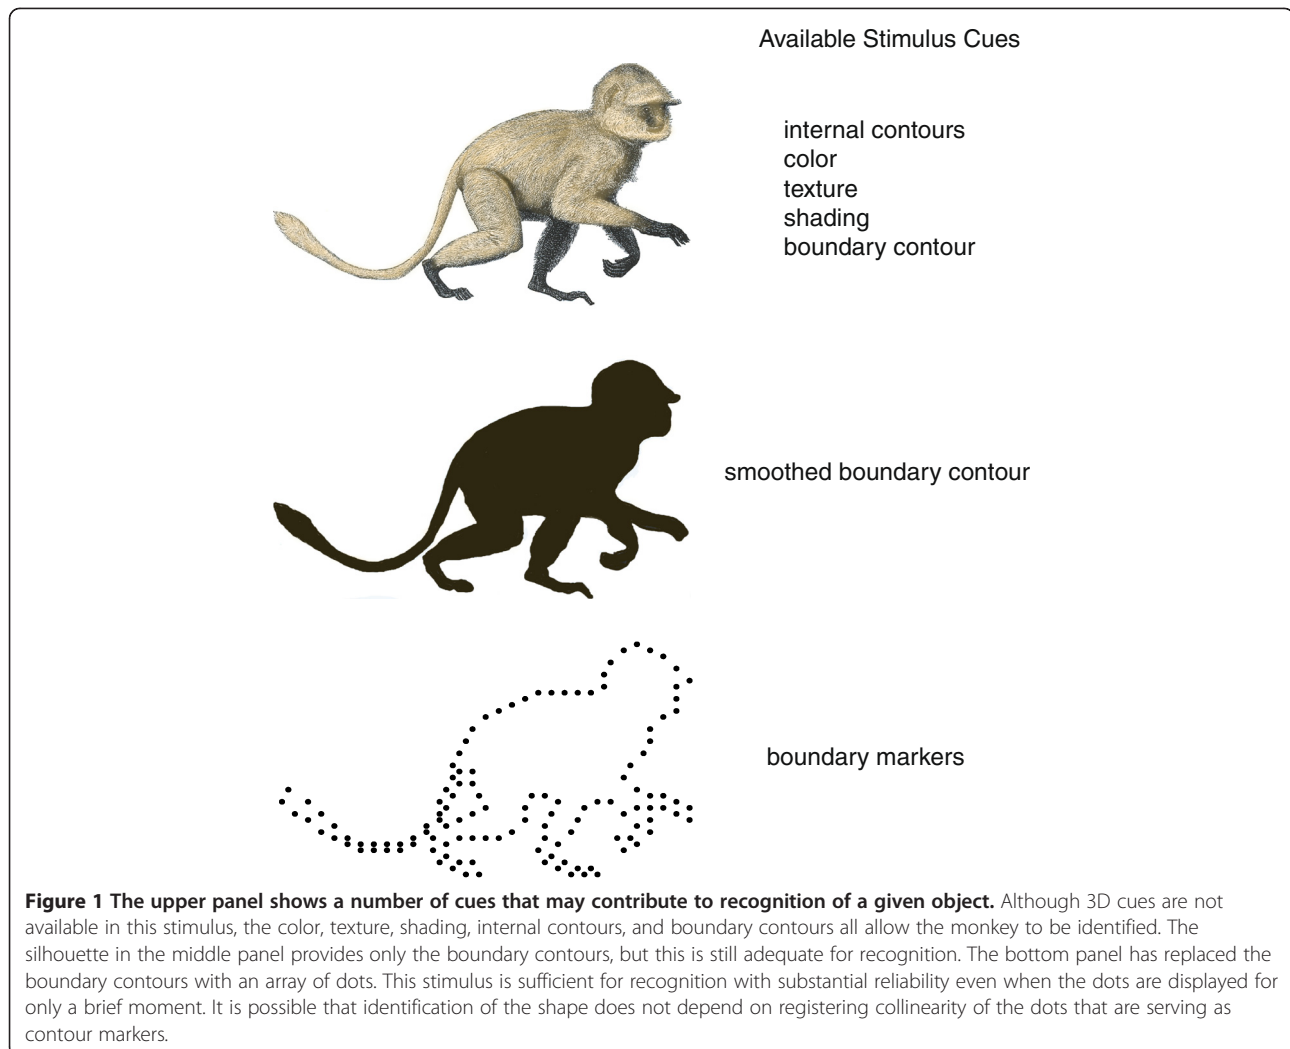 Available Stimulus Cues
internal contours
color
texture
shading
boundary contour
smoothed boundary contour
boundary markers
Figure 1 The upper panel shows a number of cues that may contribute to recognition of a given object. Although 3D cues are not
available in this stimulus, the color, texture, shading, internal contours, and boundary contours all allow the monkey to be identified. The
silhouette in the middle panel provides only the boundary contours, but this is still adequate for recognition. The bottom panel has replaced the
boundary contours with an array of dots. This stimulus is sufficient for recognition with substantial reliability even when the dots are displayed for
only a brief moment. It is possible that identification of the shape does not depend on registering collinearity of the dots that are serving as
contour markers.